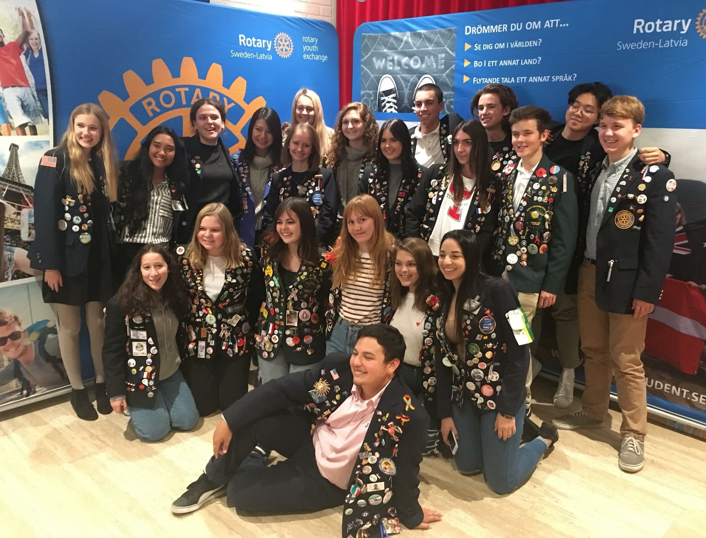 Rotary
Sweden-Latvia
rotary
youth
exchange
ROTARY
DRÖMMER DU OM ATT...
SE DIG OM I VÄRLDEN?
BO I ETT ANNAT LAND?
FLYTANDE TALA ETT ANNAT SPRÅK?
WELCOME
Rotary
Sweden-Latvia
UDENT.SE